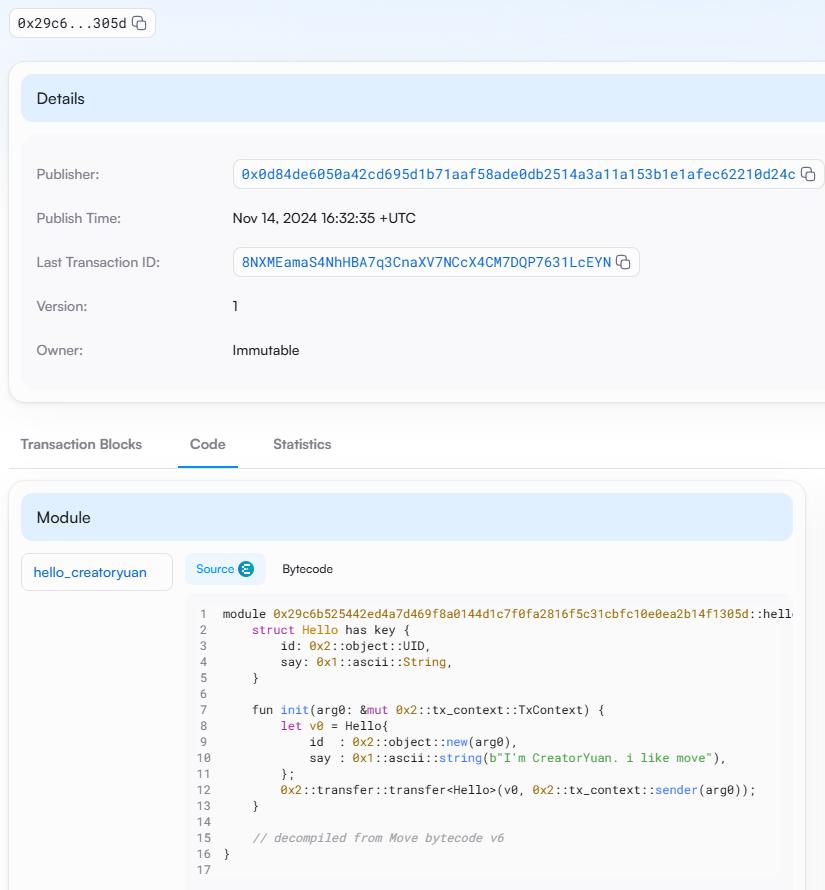 0x29c6...305d
Details
Publisher: 0x0d84de6050a42cd695d1b71aaf58ade0db2514a3a11a153b1e1afec62210d24c
Publish Time: Nov 14, 2024 16:32:35 +UTC
Last Transaction ID: 8NXMEamaS4NhHBA7q3CnaXV7NCcX4CM7DQP7631LcEYN
Version: 1
Owner: Immutable
Transaction Blocks Code Statistics
Module
hello_creatoryuan Source Bytecode
1 module 0x29c6b525442ed4a7d469f8a0144d1c7f0fa2816f5c31cbfc10e0ea2b14f1305d::hell
2     struct Hello has key {
3         id: 0x2::object::UID,
4         say: 0x1::ascii::String,
5     }
6
7     fun init(arg0: &mut 0x2::tx_context::TxContext) {
8         let v0 = Hello{
9             id  : 0x2::object::new(arg0),
10             say : 0x1::ascii::string(b"I'm CreatorYuan. i like move"),
11         };
12         0x2::transfer::transfer<Hello>(v0, 0x2::tx_context::sender(arg0));
13     }
14
15     // decompiled from Move bytecode v6
16 }
17